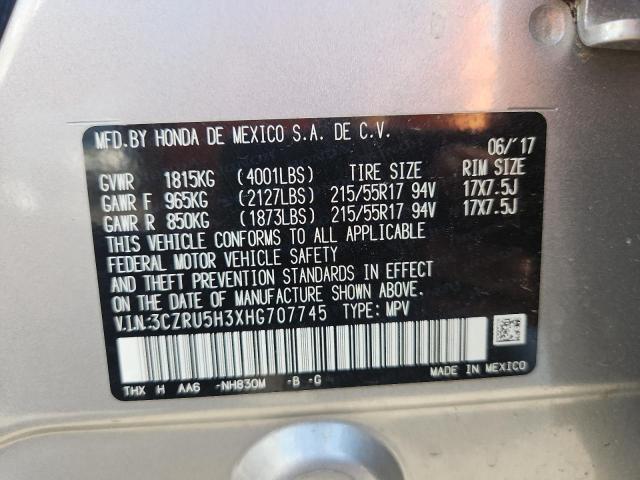 MFD.BY HONDA DE MEXICO S.A. DE C.V.
06/'17
GVWR 1815KG (4001LBS) TIRE SIZE RIM SIZE
GAWR F 965KG (2127LBS) 215/55R17 94V 17X7.5J
GAWR R 850KG (1873LBS) 215/55R17 94V 17X7.5J
THIS VEHICLE CONFORMS TO ALL APPLICABLE
FEDERAL MOTOR VEHICLE SAFETY
AND THEFT PREVENTION STANDARDS IN EFFECT
ON THE DATE OF MANUFACTURE SHOWN ABOVE.
V.I.N:3CZRU5H3XHG707745 TYPE: MPV
THX H AA6 -NH830M -B -G
MADE IN MEXICO